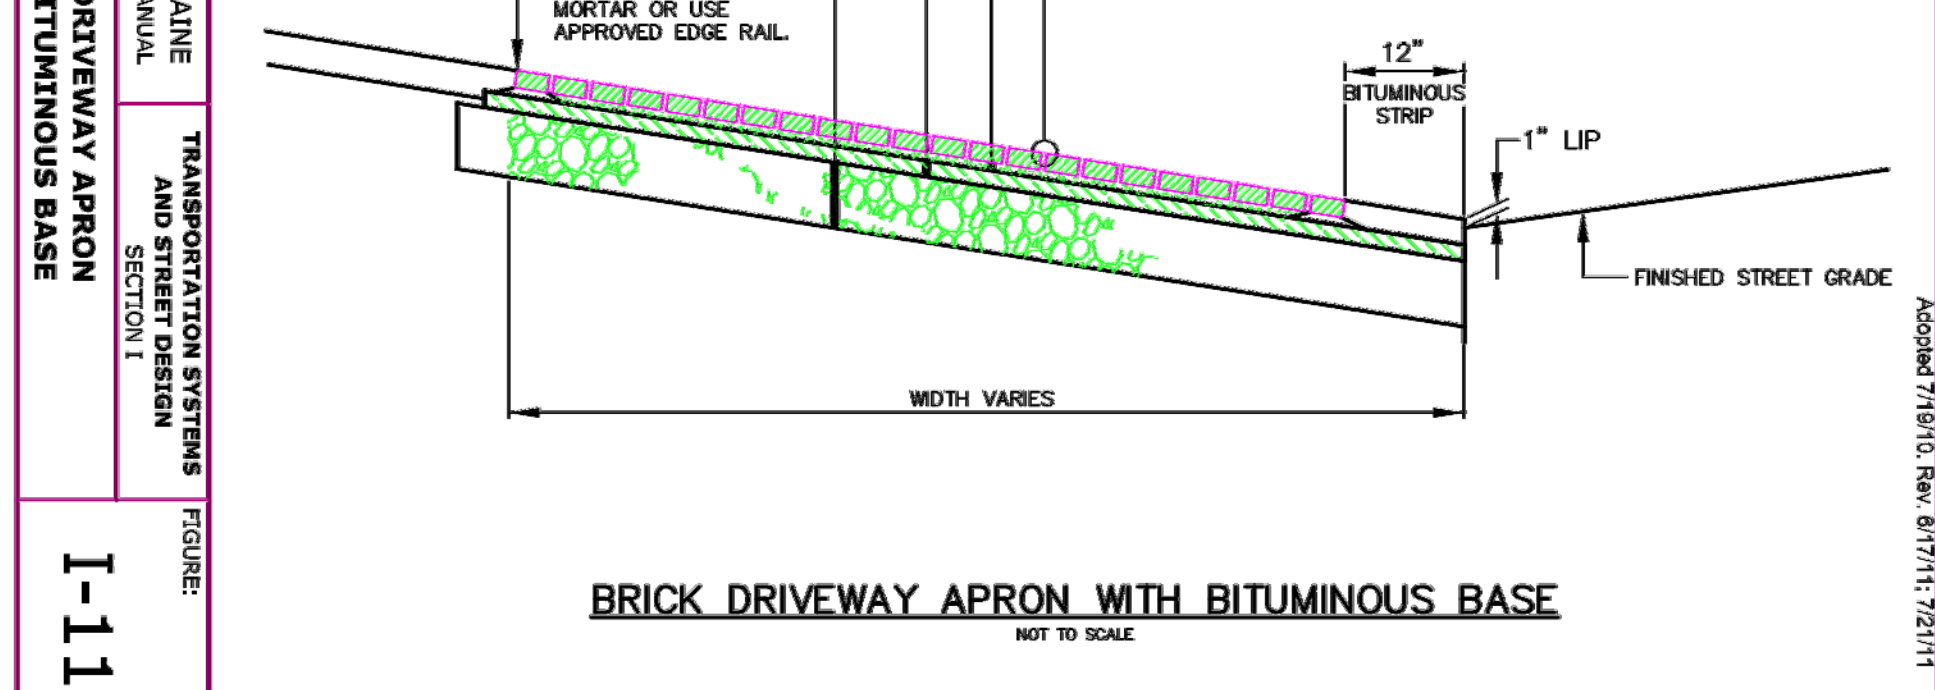 MORTAR OR USE
APPROVED EDGE RAIL.
12"
BITUMINOUS
STRIP
1" LIP
FINISHED STREET GRADE
WIDTH VARIES
BRICK DRIVEWAY APRON WITH BITUMINOUS BASE
NOT TO SCALE
AINE
ANUAL
TRANSPORTATION SYSTEMS
AND STREET DESIGN
SECTION I
DRIVEWAY APRON
ITUMINOUS BASE
FIGURE:
I-11
Adopted 7/19/10. Rev. 6/17/11; 7/21/11